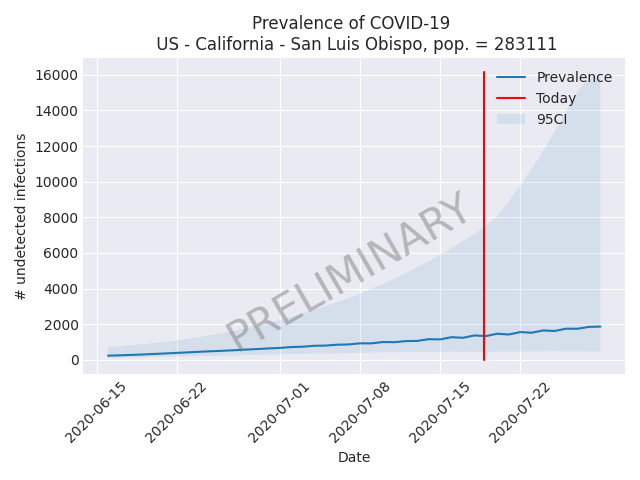 Prevalence of COVID-19
US - California - San Luis Obispo, pop. = 283111
# undetected infections
16000
14000
12000
10000
8000
6000
4000
2000
0
Prevalence
Today
95CI
PRELIMINARY
2020-06-15
2020-06-22
2020-07-01
2020-07-08
2020-07-15
2020-07-22
Date